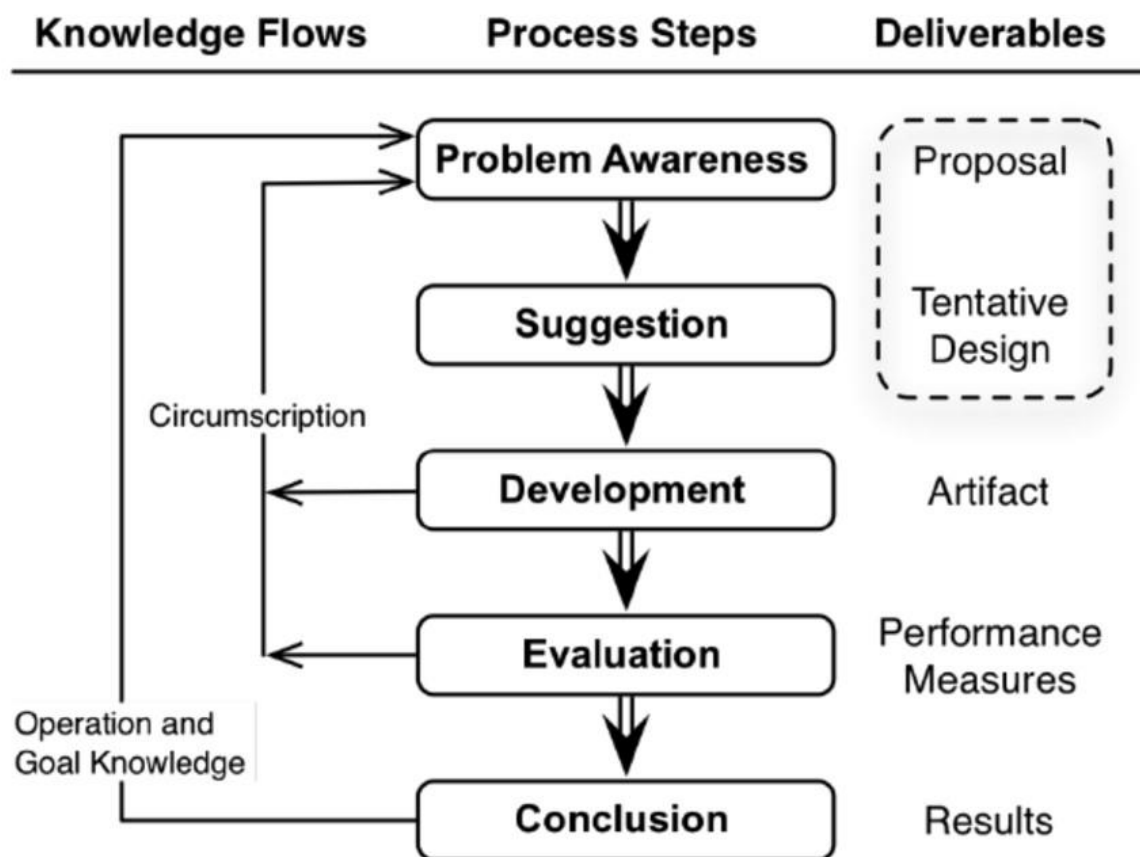 Knowledge Flows
Process Steps
Deliverables
Problem Awareness
Proposal
Suggestion
Tentative
Design
Circumscription
Development
Artifact
Evaluation
Performance
Measures
Operation and
Goal Knowledge
Conclusion
Results